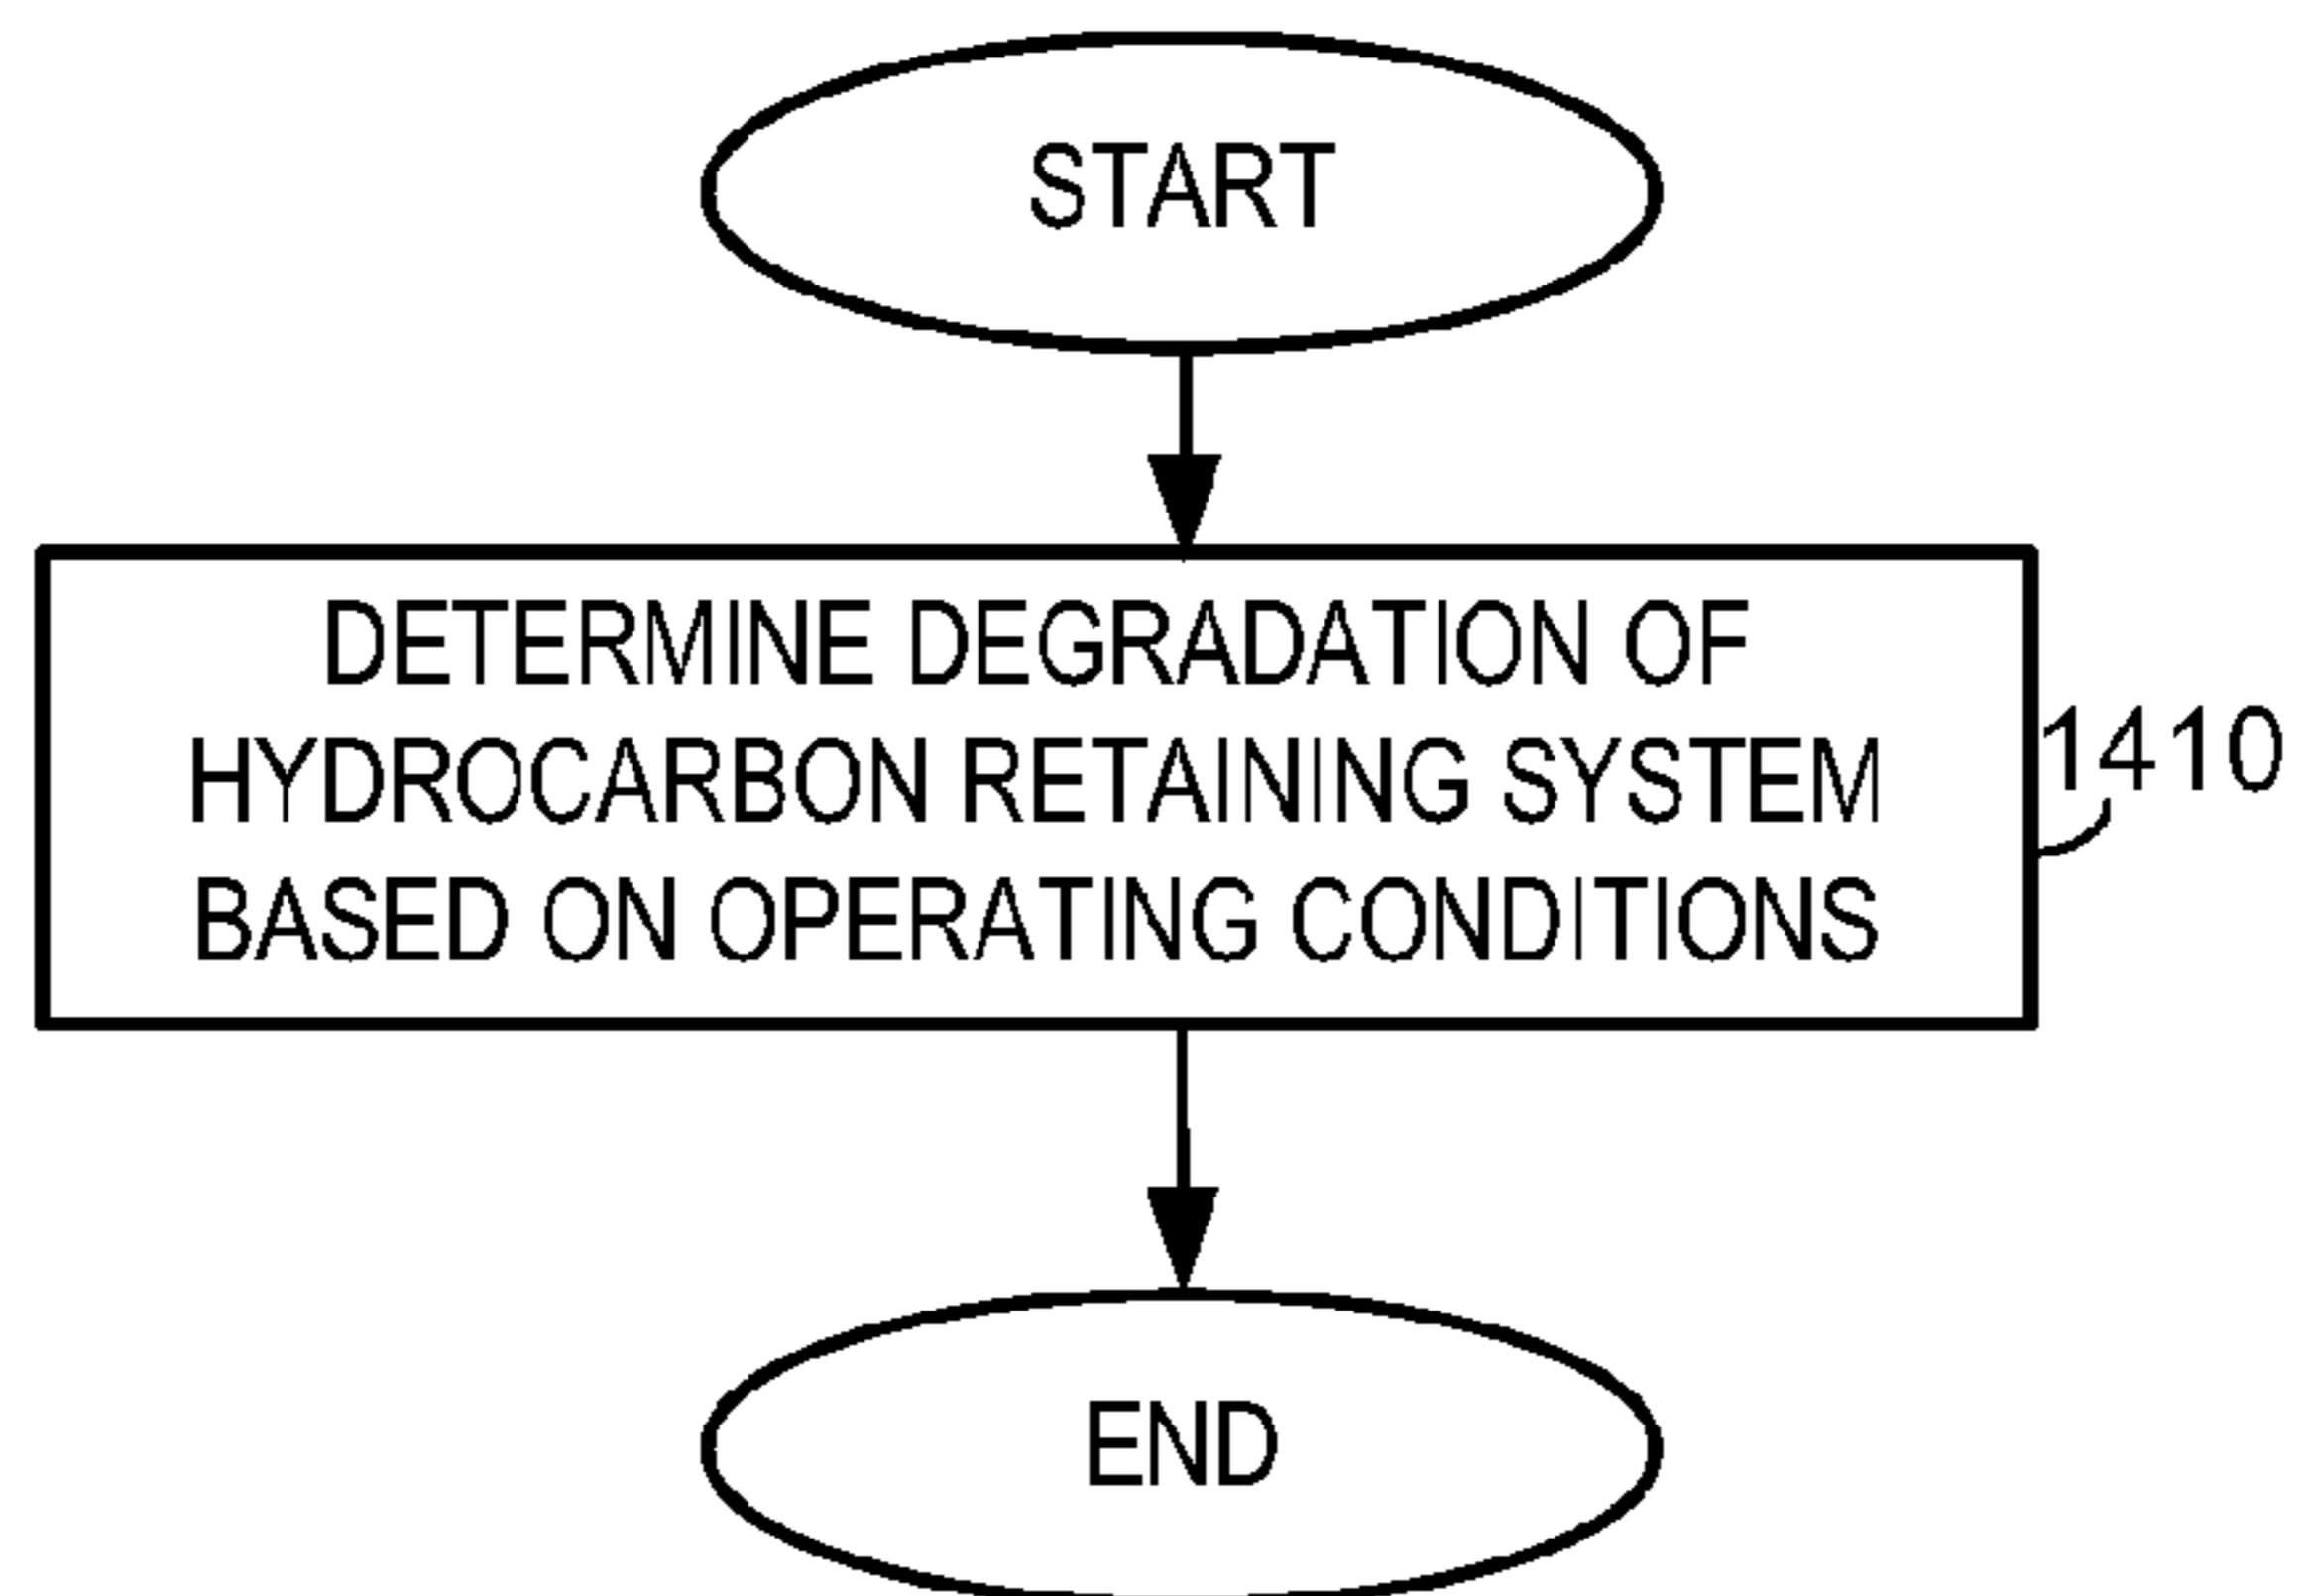 START
DETERMINE DEGRADATION OF
HYDROCARBON RETAINING SYSTEM
BASED ON OPERATING CONDITIONS
1410
END